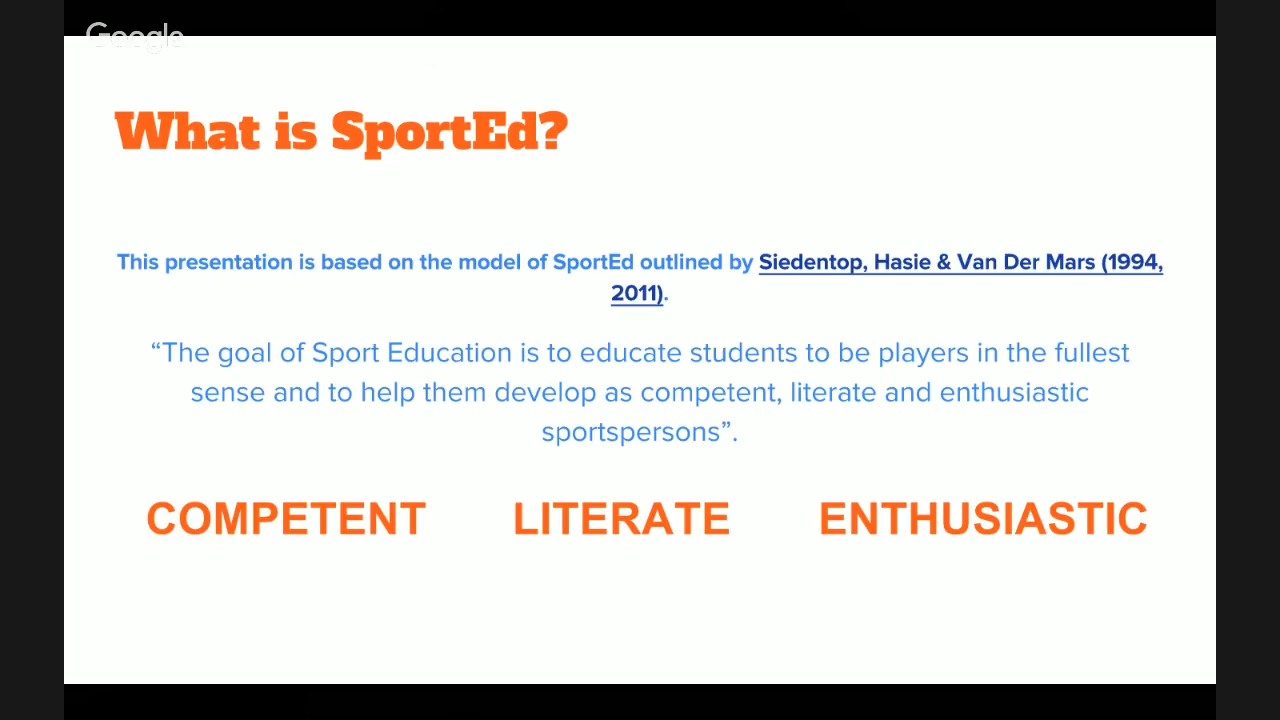 Google
What is SportEd?
This presentation is based on the model of SportEd outlined by Siedentop, Hasie & Van Der Mars (1994,
2011).
“The goal of Sport Education is to educate students to be players in the fullest
sense and to help them develop as competent, literate and enthusiastic
sportspersons”.
COMPETENT LITERATE ENTHUSIASTIC